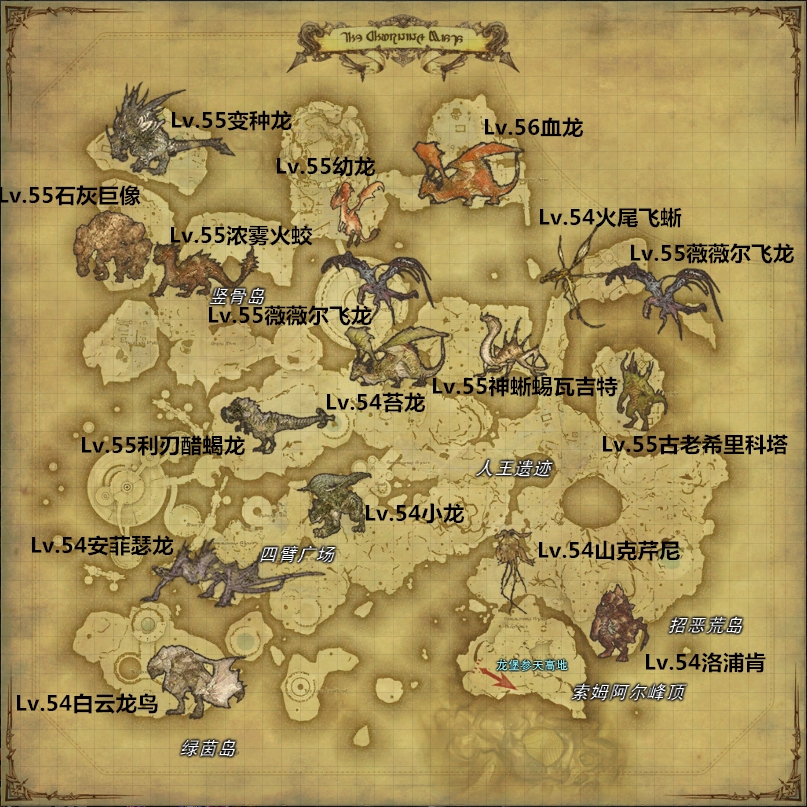 The Churning Mists
Lv.55变种龙
Lv.56血龙
Lv.55幼龙
Lv.55石灰巨像
Lv.54火尾飞蜥
Lv.55浓雾火蛟
Lv.55薇薇尔飞龙
竖骨岛
Lv.55薇薇尔飞龙
Lv.55神蜥蜴瓦吉特
Lv.54苔龙
Lv.55利刃醋蝎龙
Lv.55古老希里科塔
人王遗迹
Lv.54小龙
Lv.54安菲瑟龙
四臂广场
Lv.54山克芹尼
招恶荒岛
龙堡参天高地
Lv.54洛浦肯
索姆阿尔峰顶
Lv.54白云龙鸟
绿茵岛